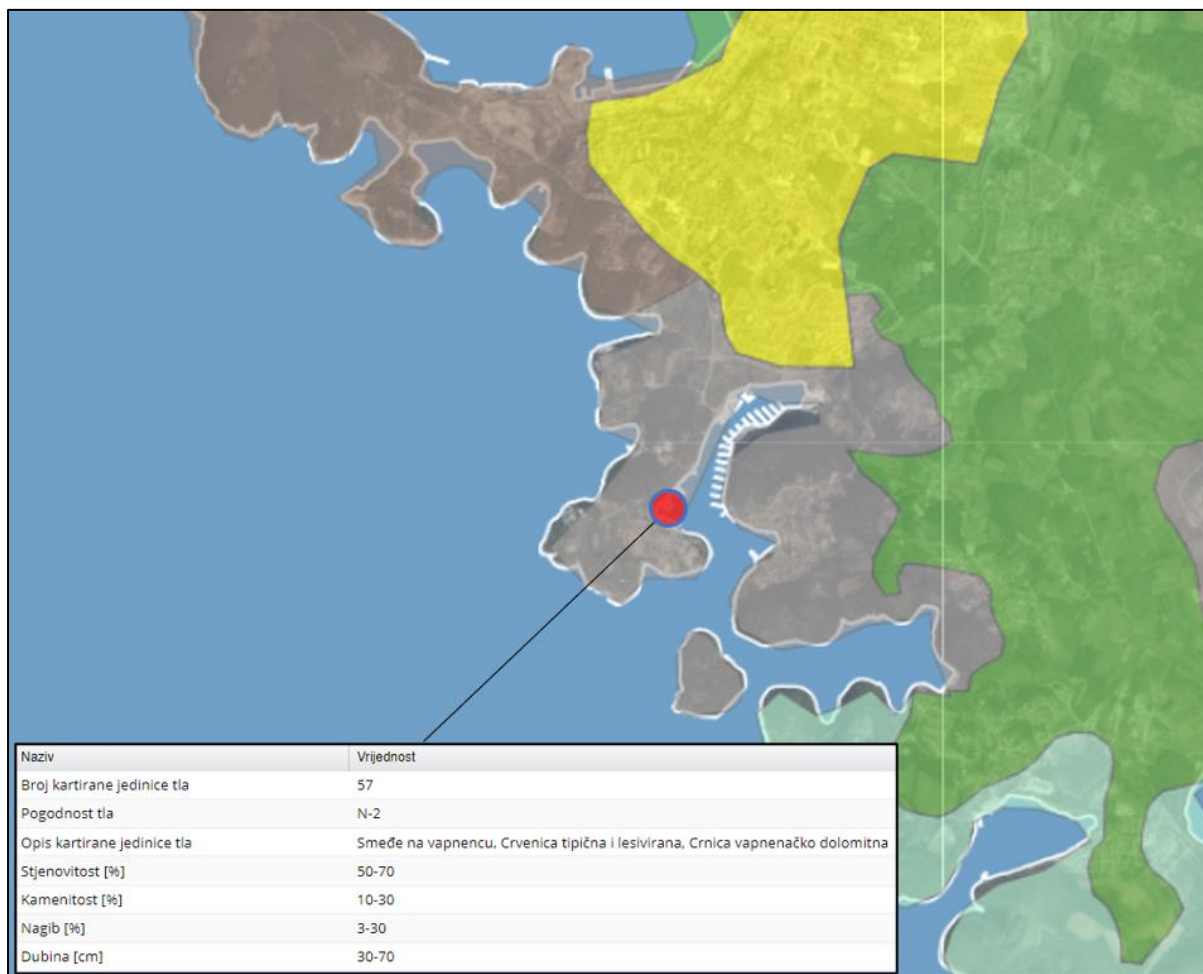 Naziv Vrijednost
Broj kartirane jedinice tla 57
Pogodnost tla N-2
Opis kartirane jedinice tla Smeđe na vapnencu, Crvenica tipična i lesivirana, Crnica vapnenačko dolomitna
Stjenovitost [%] 50-70
Kamenitost [%] 10-30
Nagib [%] 3-30
Dubina [cm] 30-70